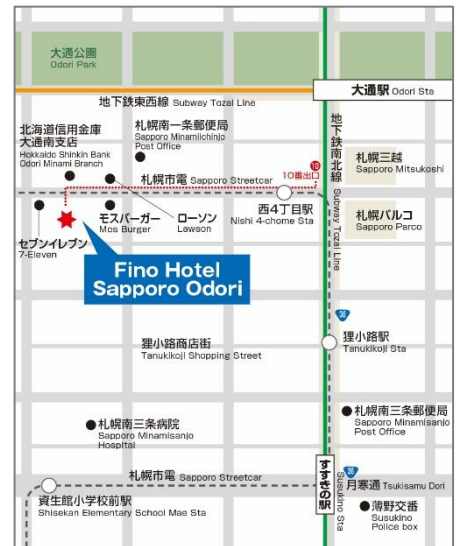 大通公園
Odori Park
大通駅 Odori Sta
地下鉄東西線 Subway Tozai Line
北海道信用金庫
大通南支店
Hokkaido Shinkin Bank
Odori Minami Branch
札幌南一条郵便局
Sapporo Minamiichinjo
Post Office
地下鉄南北線 Subway Tozai Line
10
10番出口
札幌三越
Sapporo Mitsukoshi
札幌市電 Sapporo Streetcar
西4丁目駅
Nishi 4-chome Sta
札幌パルコ
Sapporo Parco
セブンイレブン
7-Eleven
モスバーガー
Mos Burger
ローソン
Lawson
Fino Hotel
Sapporo Odori
36
狸小路商店街
Tanukikoji Shopping Street
狸小路駅
Tanukikoji Sta
札幌南三条病院
Sapporo Minamisanjo
Hospital
札幌南三条郵便局
Sapporo Minamisanjo
Post Office
札幌市電 Sapporo Streetcar
すすきの駅
Susukino Sta
36
月寒通 Tsukisamu Dori
資生館小学校前駅
Shisekan Elementary School Mae Sta
薄野交番
Susukino
Police box